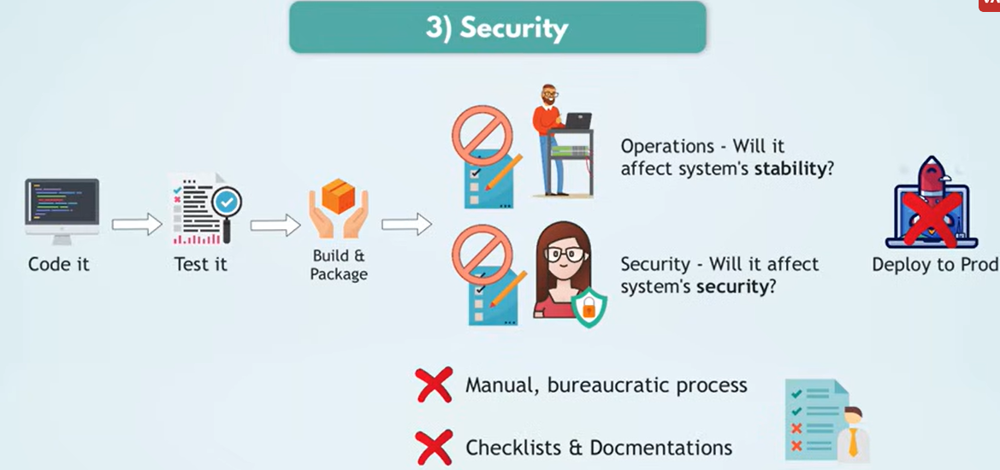 3) Security
Operations - Will it
affect system's stability?
Code it
Test it
Build &
Package
Security - Will it affect
system's security?
Deploy to Prod
Manual, bureaucratic process
Checklists & Docmentations